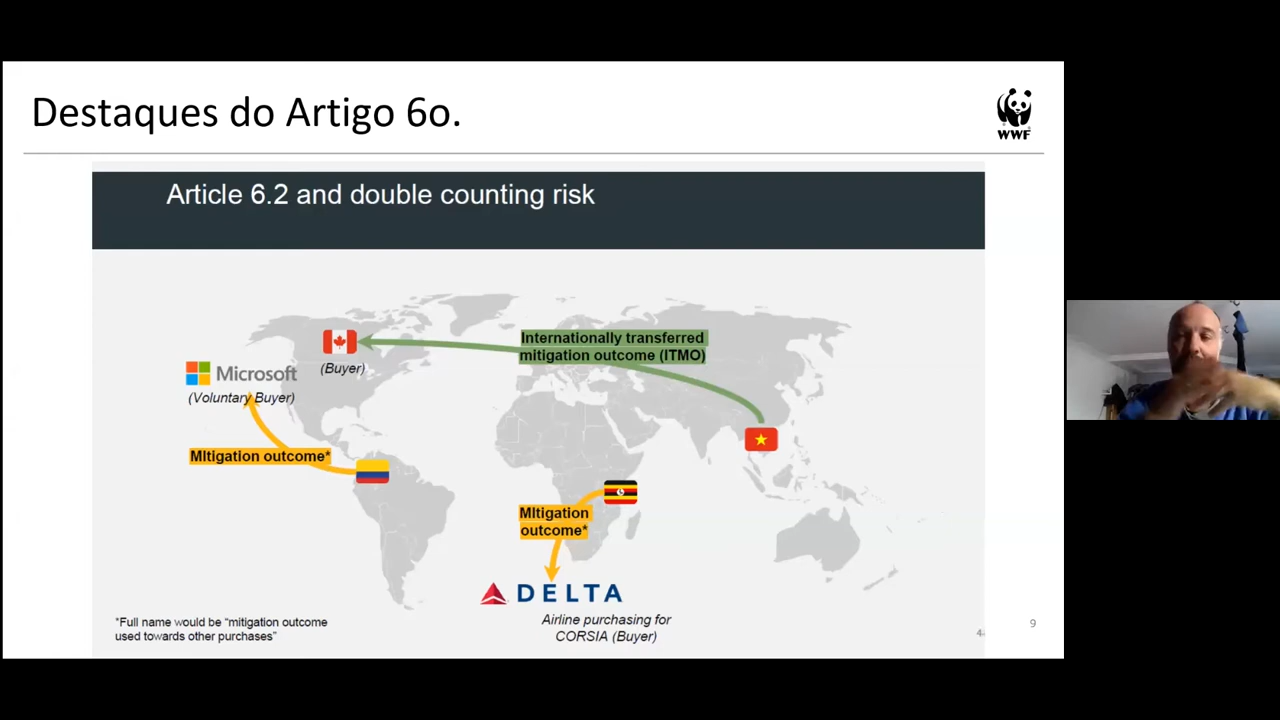 Destaques do Artigo 6o.
WWF
Article 6.2 and double counting risk
Internationally transferred
mitigation outcome (ITMO)
(Buyer)
Microsoft
(Voluntary Buyer)
MItigation outcome*
MItigation
outcome*
DELTA
Airline purchasing for
CORSIA (Buyer)
*Full name would be "mitigation outcome
used towards other purchases"
9